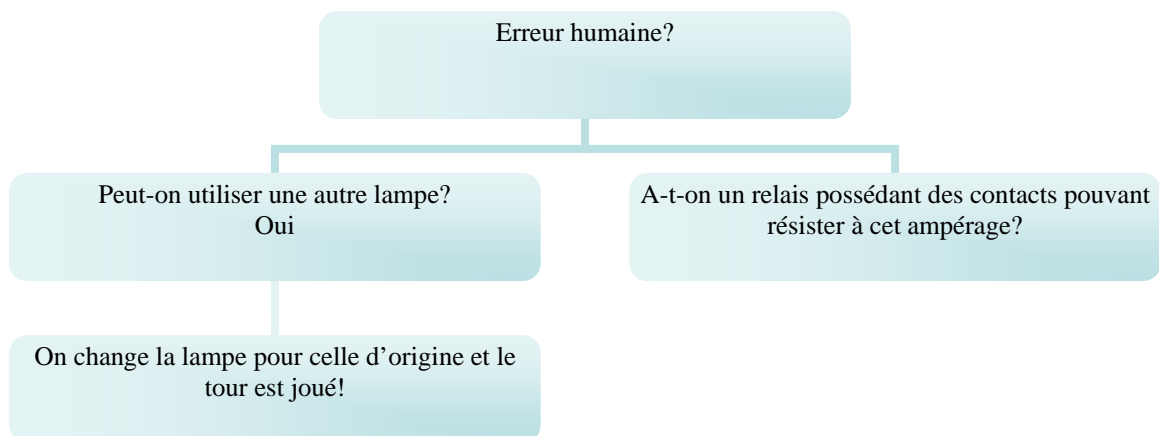 Erreur humaine?
Peut-on utiliser une autre lampe?
Oui
A-t-on un relais possédant des contacts pouvant
résister à cet ampérage?
On change la lampe pour celle d’origine et le
tour est joué!